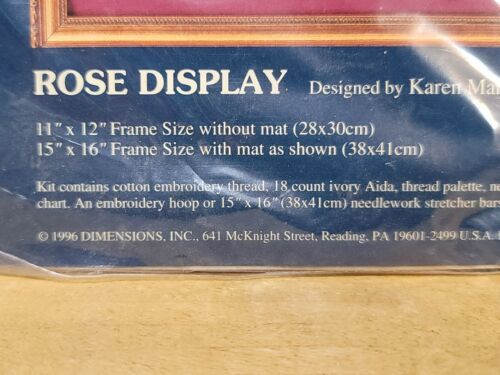 ROSE DISPLAY Designed by Karen
11" x 12" Frame Size without mat (28x30cm)
15" x 16" Frame Size with mat as shown (38x41cm)
Kit contains cotton embroidery thread, 18 count ivory Aida, thread palette,
chart. An embroidery hoop or 15" x 16" (38x41cm) needlework stretcher bars
© 1996 DIMENSIONS, INC., 641 McKnight Street, Reading, PA 19601-2499 U.S.A.